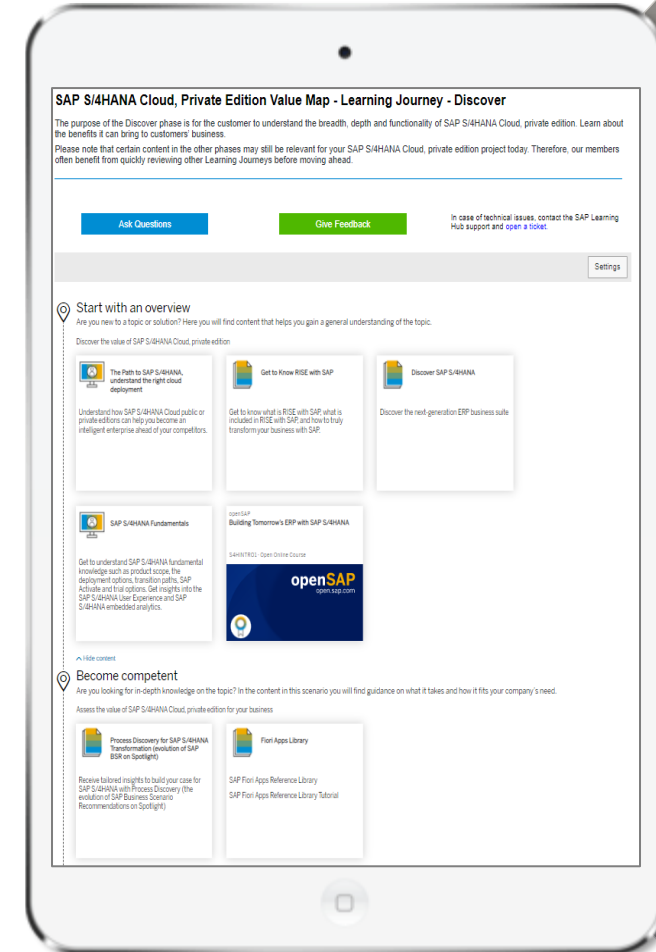 SAP S/4HANA Cloud, Private Edition Value Map - Learning Journey - Discover
The purpose of the Discover phase is for the customer to understand the breadth, depth and functionality of SAP S/4HANA Cloud, private edition. Learn about
the benefits it can bring to customers' business.
Please note that certain content in the other phases may still be relevant for your SAP S/4HANA Cloud, private edition project today. Therefore, our members
often benefit from quickly reviewing other Learning Journeys before moving ahead.
Ask Questions
Give Feedback
In case of technical issues, contact the SAP Learning
Hub support and open a ticket.
Settings
Start with an overview
Are you new to a topic or solution? Here you will find content that helps you gain a general understanding of the topic.
Discover the value of SAP S/4HANA Cloud, private edition
The Path to SAP S/4HANA,
understand the right cloud
deployment
Understand how SAP S/4HANA Cloud public or
private editions can help you become an
intelligent enterprise ahead of your competitors.
Get to Know RISE with SAP
Get to know what is RISE with SAP, what is
included in RISE with SAP, and how to truly
transform your business with SAP.
Discover SAP S/4HANA
Discover the next-generation ERP business suite
SAP S/4HANA Fundamentals
Get to understand SAP S/4HANA fundamental
knowledge such as product scope, the
deployment options, transition paths, SAP
Activate and trial options. Get insights into the
SAP S/4HANA User Experience and SAP
S/4HANA embedded analytics.
openSAP
Building Tomorrow's ERP with SAP S/4HANA
S4HINTRO1 · Open Online Course
openSAP
open.sap.com
Hide content
Become competent
Are you looking for in-depth knowledge on the topic? In the content in this scenario you will find guidance on what it takes and how it fits your company's need.
Assess the value of SAP S/4HANA Cloud, private edition for your business
Process Discovery for SAP S/4HANA
Transformation (evolution of SAP
BSR on Spotlight)
Receive tailored insights to build your case for
SAP S/4HANA with Process Discovery (the
evolution of SAP Business Scenario
Recommendations on Spotlight)
Fiori Apps Library
SAP Fiori Apps Reference Library
SAP Fiori Apps Reference Library Tutorial